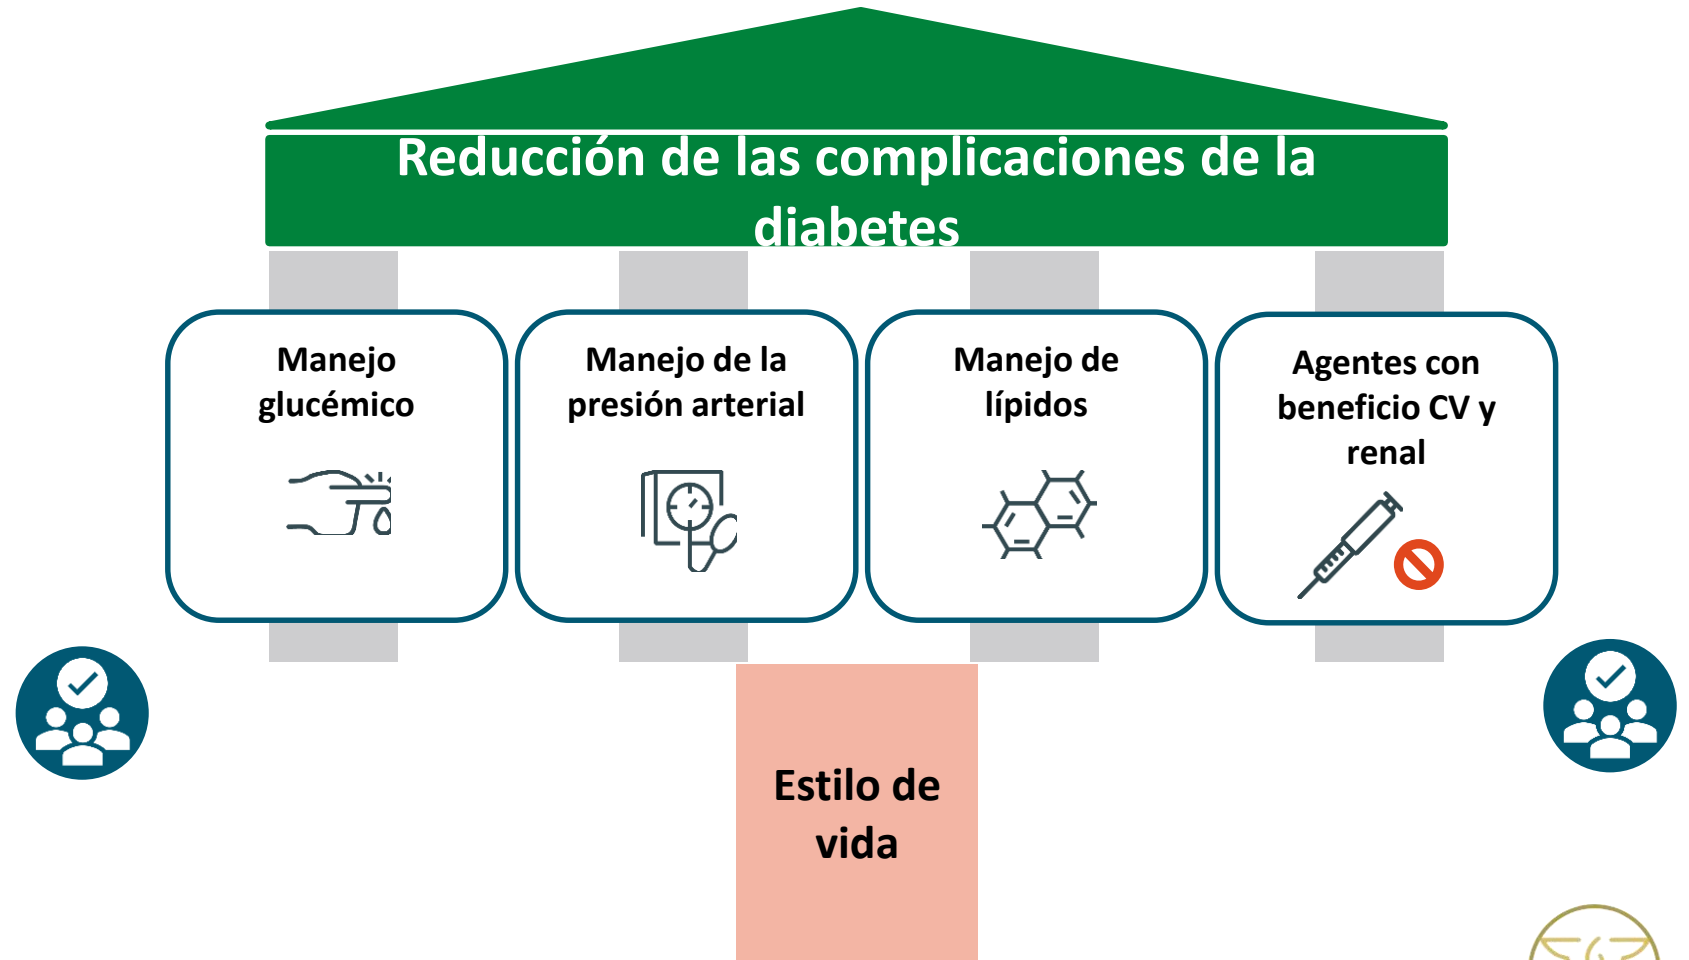 Reducción de las complicaciones de la
diabetes
Manejo
glucémico
Manejo de la
presión arterial
Manejo de
lípidos
Agentes con
beneficio CV y
renal
Estilo de
vida